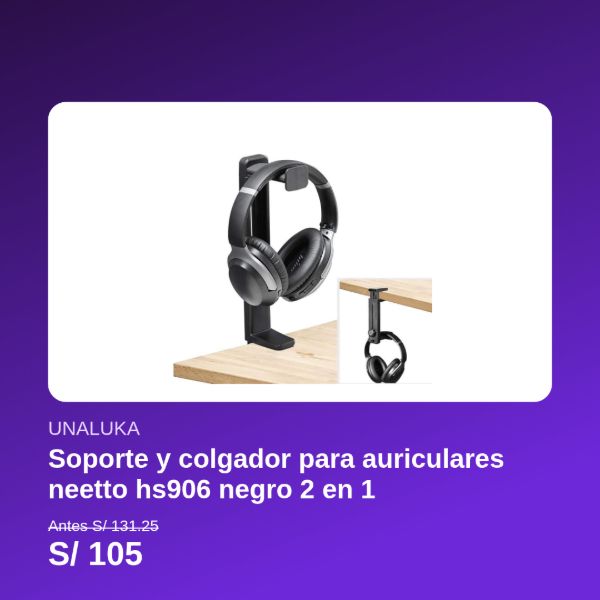 UNALUKA
Soporte y colgador para auriculares
neetto hs906 negro 2 en 1
Antes S/ 131.25
S/ 105